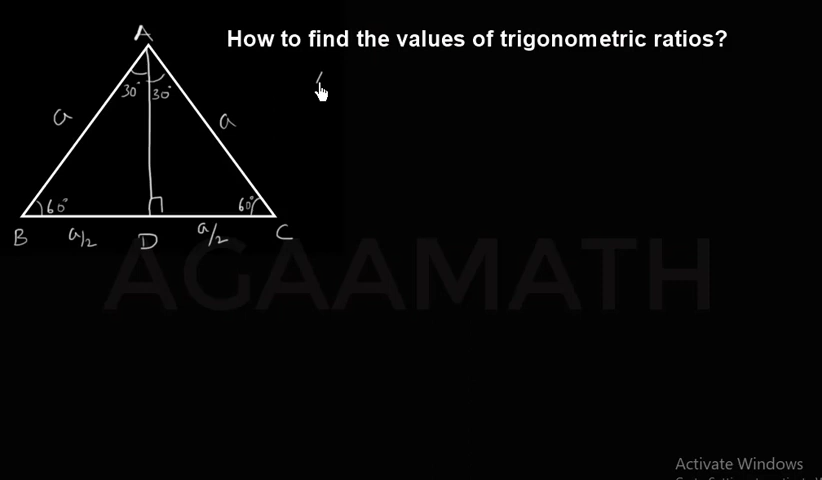 A
How to find the values of trigonometric ratios?
30° 30°
a a
60° 60°
B a/2 D a/2 C
AGAAMATH
Activate Windows